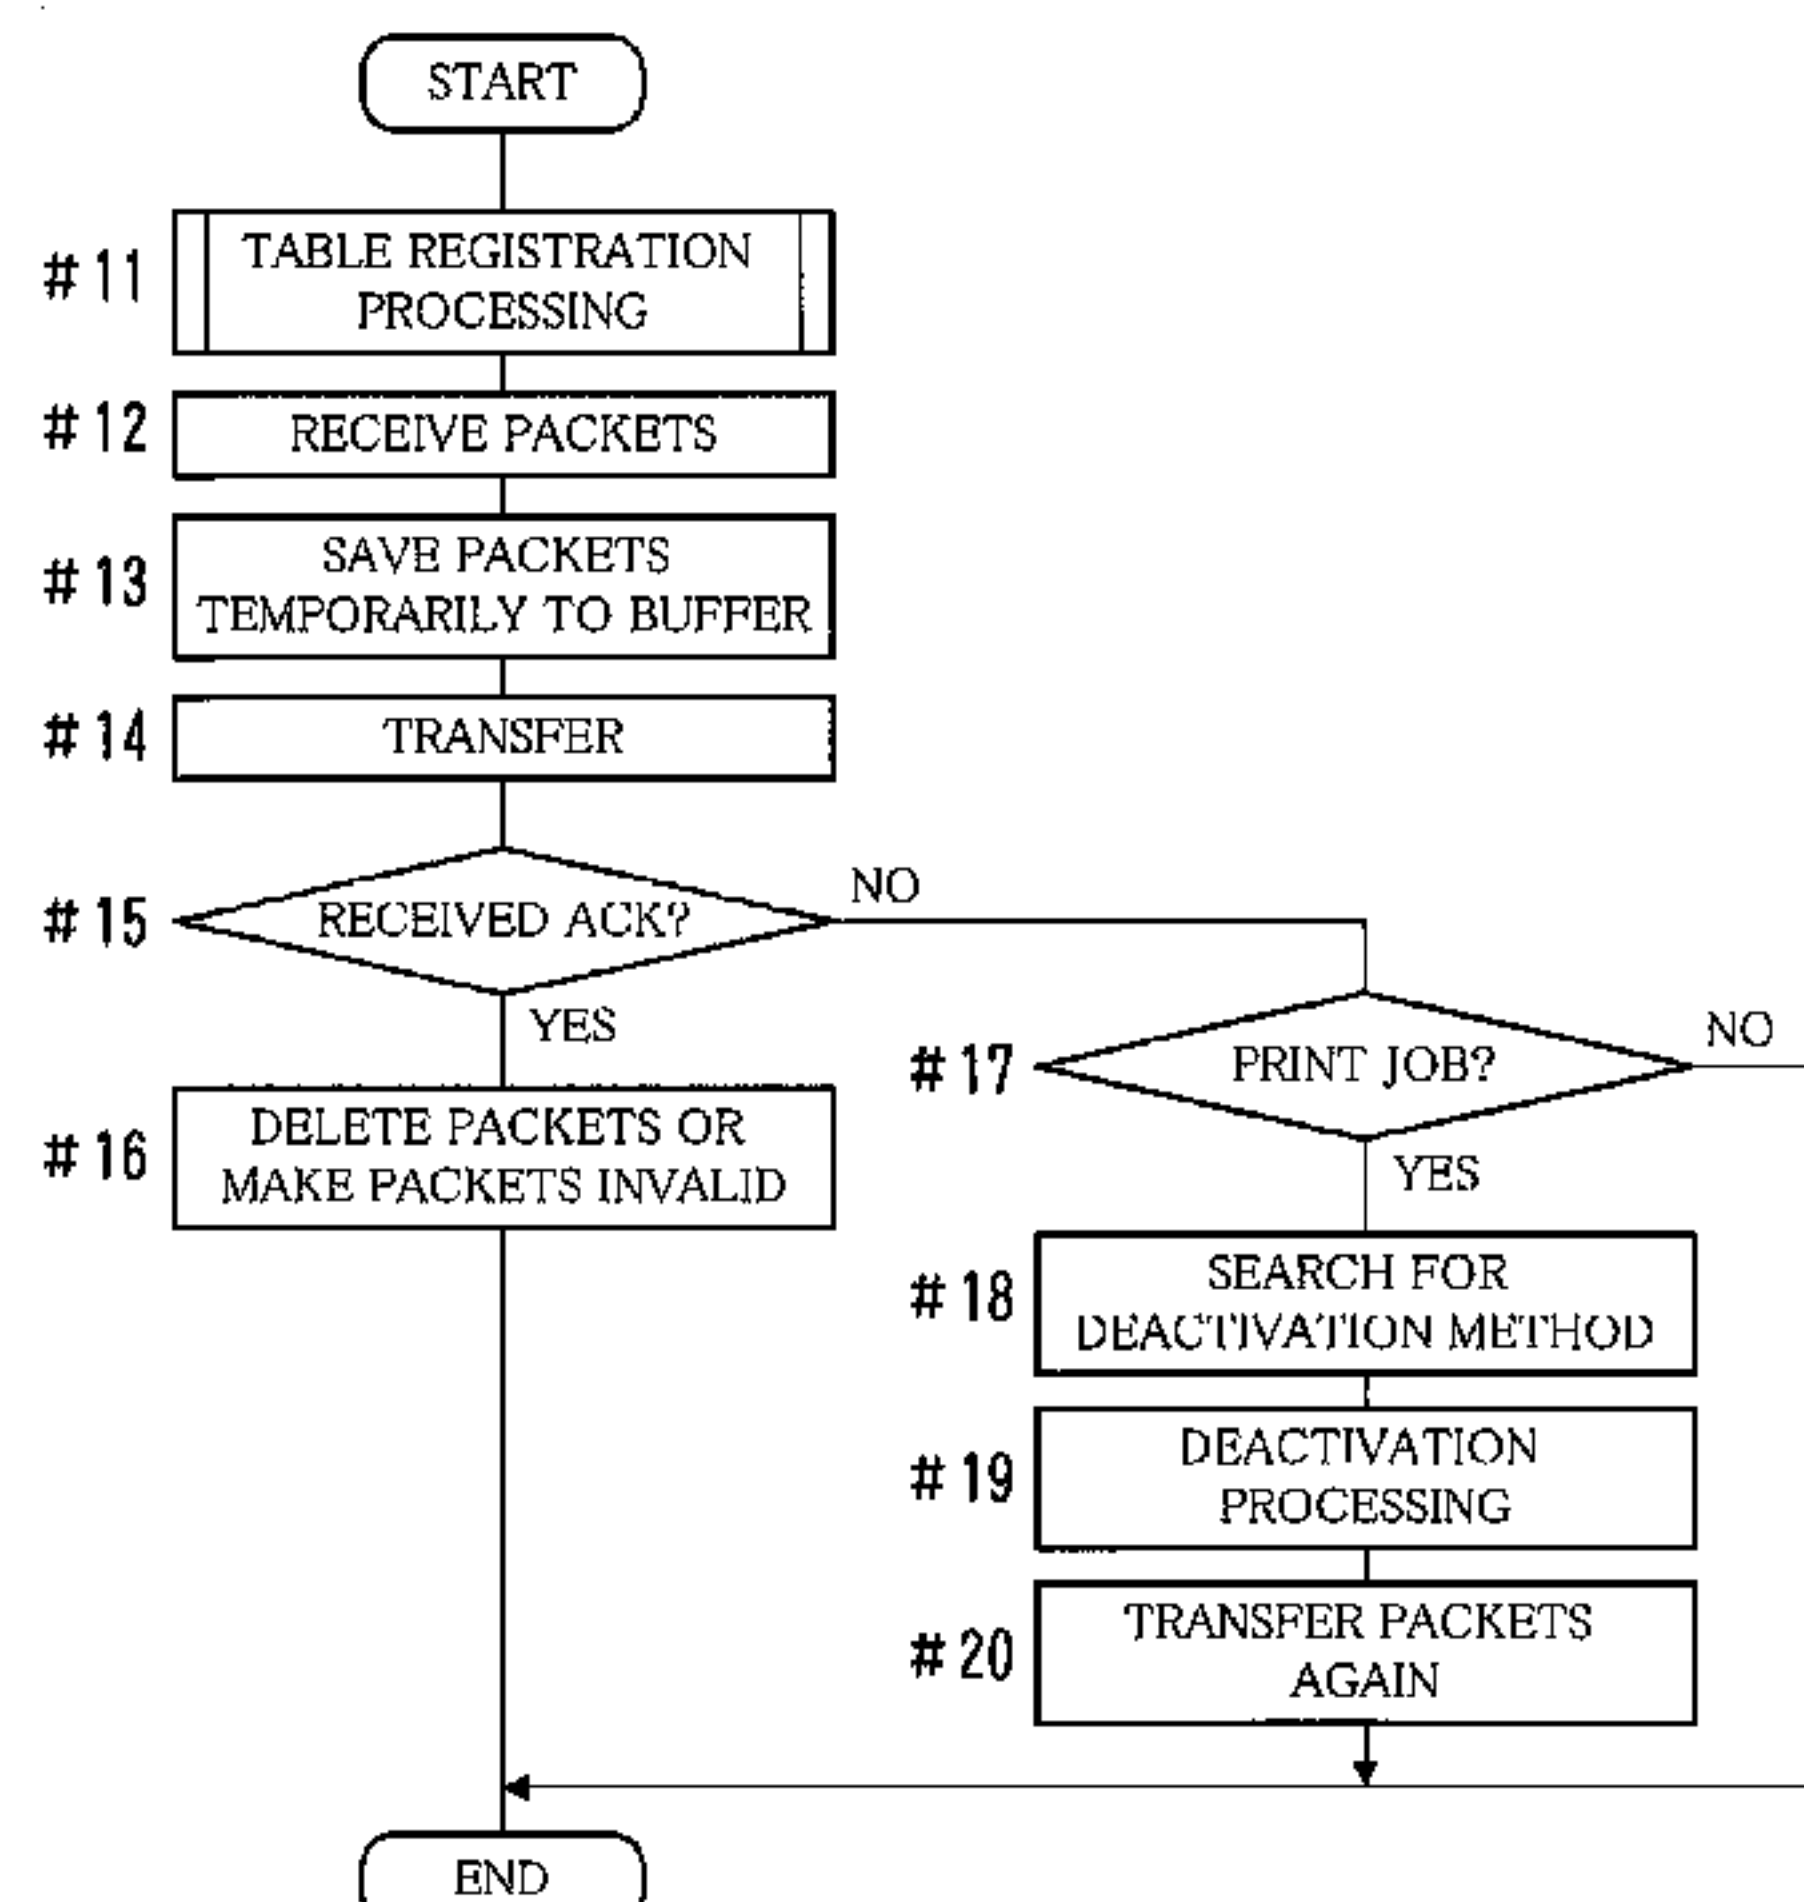 START
#11
TABLE REGISTRATION
PROCESSING
#12
RECEIVE PACKETS
#13
SAVE PACKETS
TEMPORARILY TO BUFFER
#14
TRANSFER
#15
RECEIVED ACK?
NO
YES
#16
DELETE PACKETS OR
MAKE PACKETS INVALID
#17
PRINT JOB?
NO
YES
#18
SEARCH FOR
DEACTIVATION METHOD
#19
DEACTIVATION
PROCESSING
#20
TRANSFER PACKETS
AGAIN
END